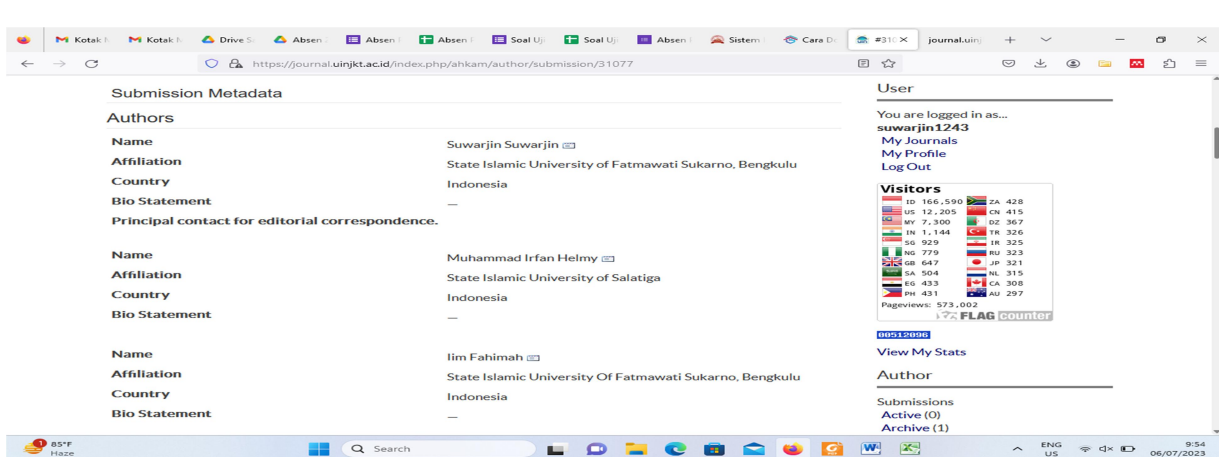 Kotak
Kotak
Drive S
Absen
Absen
Absen
Soal Uj
Soal Uj
Absen
Sistem
Cara D
#310
journal.uinj
https://journal.uinjkt.ac.id/index.php/ahkam/author/submission/31077
Submission Metadata
Authors
Name Suwarjin Suwarjin
Affiliation State Islamic University of Fatmawati Sukarno, Bengkulu
Country Indonesia
Bio Statement —
Principal contact for editorial correspondence.
Name Muhammad Irfan Helmy
Affiliation State Islamic University of Salatiga
Country Indonesia
Bio Statement —
Name Iim Fahimah
Affiliation State Islamic University Of Fatmawati Sukarno, Bengkulu
Country Indonesia
Bio Statement —
User
You are logged in as...
suwarjin1243
My Journals
My Profile
Log Out
Visitors
ID 166,590 ZA 428
US 12,205 CN 415
MY 7,300 DZ 367
IN 1,144 TR 326
SG 929 IR 325
NG 779 RU 323
GB 647 JP 321
SA 504 NL 315
EG 433 CA 308
PH 431 AU 297
Pageviews: 573,002
FLAG counter
00512096
View My Stats
Author
Submissions
Active (0)
Archive (1)
1
85°F
Haze
Search
ENG
US
9:54
06/07/2023